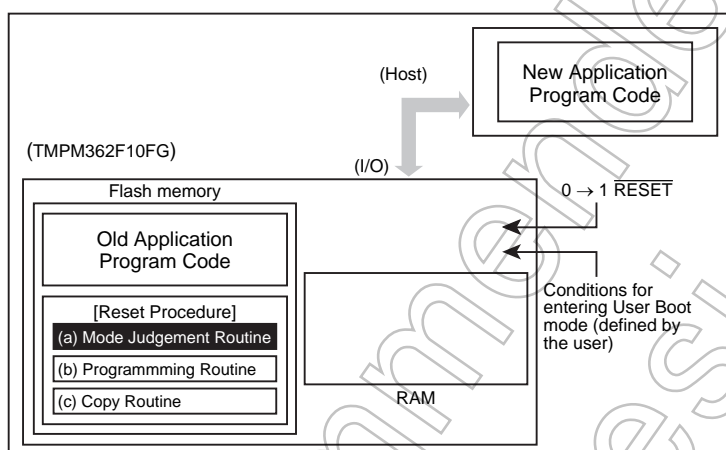 New Application
Program Code
(Host)
(TMPM362F10FG)
(I/O)
Flash memory
0 → 1 RESET
Old Application
Program Code
Conditions for
entering User Boot
mode (defined by
the user)
[Reset Procedure]
(a) Mode Judgement Routine
(b) Programmming Routine
(c) Copy Routine
RAM